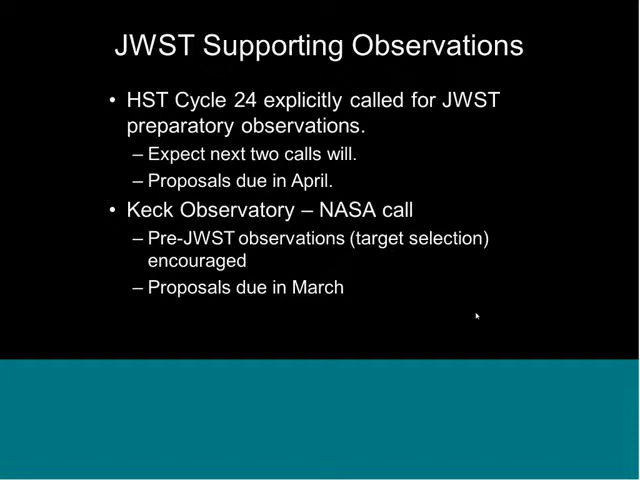 JWST Supporting Observations
• HST Cycle 24 explicitly called for JWST
preparatory observations.
– Expect next two calls will.
– Proposals due in April.
• Keck Observatory – NASA call
– Pre-JWST observations (target selection)
encouraged
– Proposals due in March